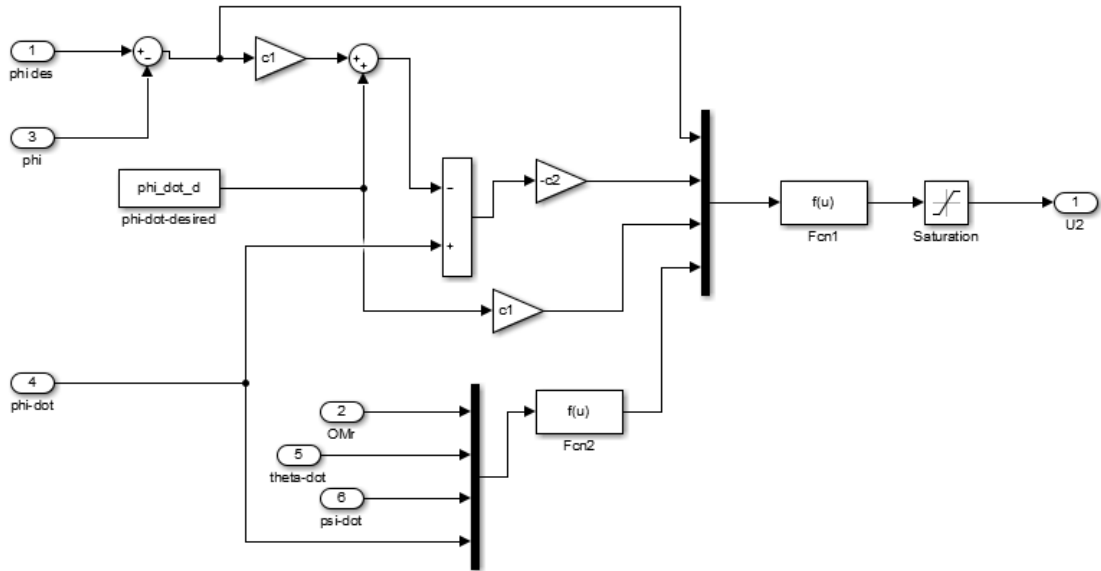 1
phi des
+
−
c1
+
+
3
phi
phi_dot_d
phi-dot-desired
−
+
-c2
c1
f(u)
Fcn1
Saturation
1
U2
4
phi-dot
2
OMr
5
theta-dot
6
psi-dot
f(u)
Fcn2